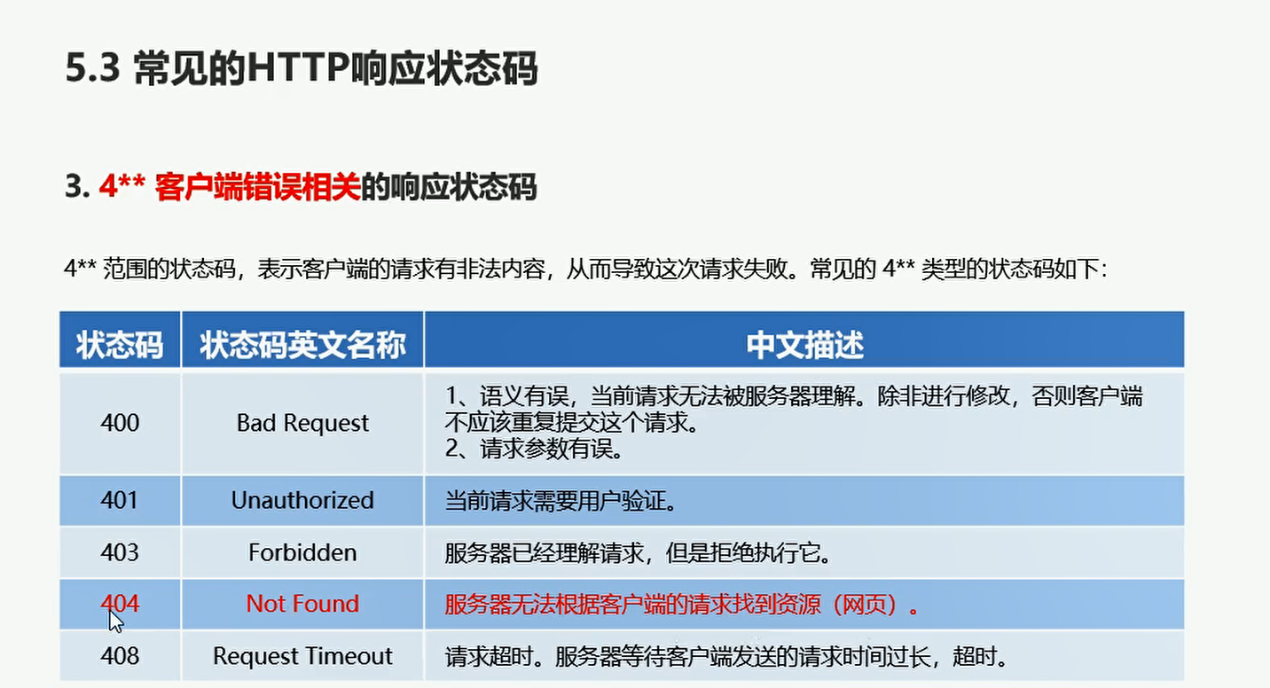 5.3 常见的HTTP响应状态码
3. 4** 客户端错误相关的响应状态码
4** 范围的状态码，表示客户端的请求有非法内容，从而导致这次请求失败。常见的 4** 类型的状态码如下：
状态码 状态码英文名称 中文描述
400 Bad Request 1、语义有误，当前请求无法被服务器理解。除非进行修改，否则客户端
不应该重复提交这个请求。
2、请求参数有误。
401 Unauthorized 当前请求需要用户验证。
403 Forbidden 服务器已经理解请求，但是拒绝执行它。
404 Not Found 服务器无法根据客户端的请求找到资源（网页）。
408 Request Timeout 请求超时。服务器等待客户端发送的请求时间过长，超时。